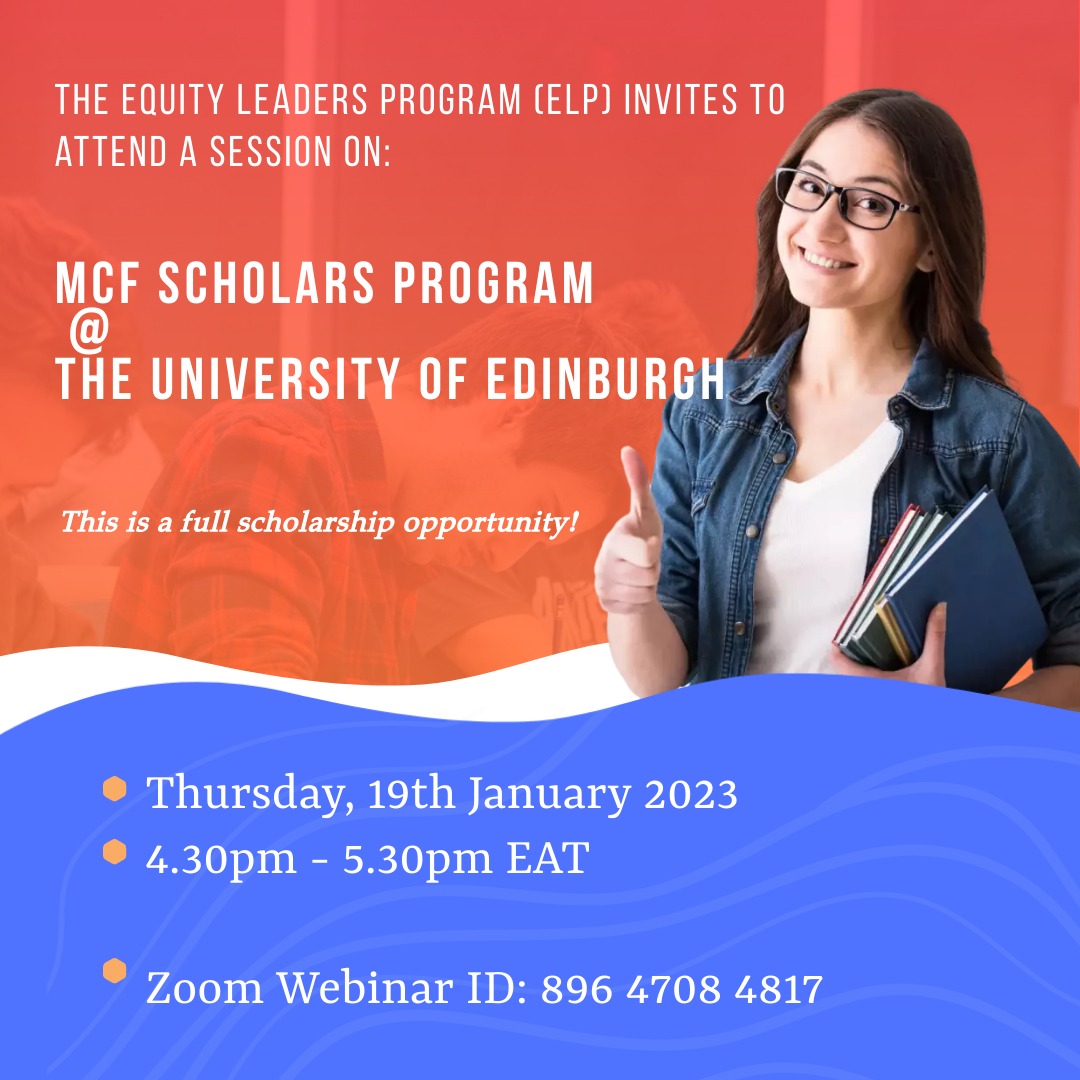 THE EQUITY LEADERS PROGRAM (ELP) INVITES TO
ATTEND A SESSION ON:
MCF SCHOLARS PROGRAM
@
THE UNIVERSITY OF EDINBURGH
This is a full scholarship opportunity!
Thursday, 19th January 2023
4.30pm - 5.30pm EAT
Zoom Webinar ID: 896 4708 4817